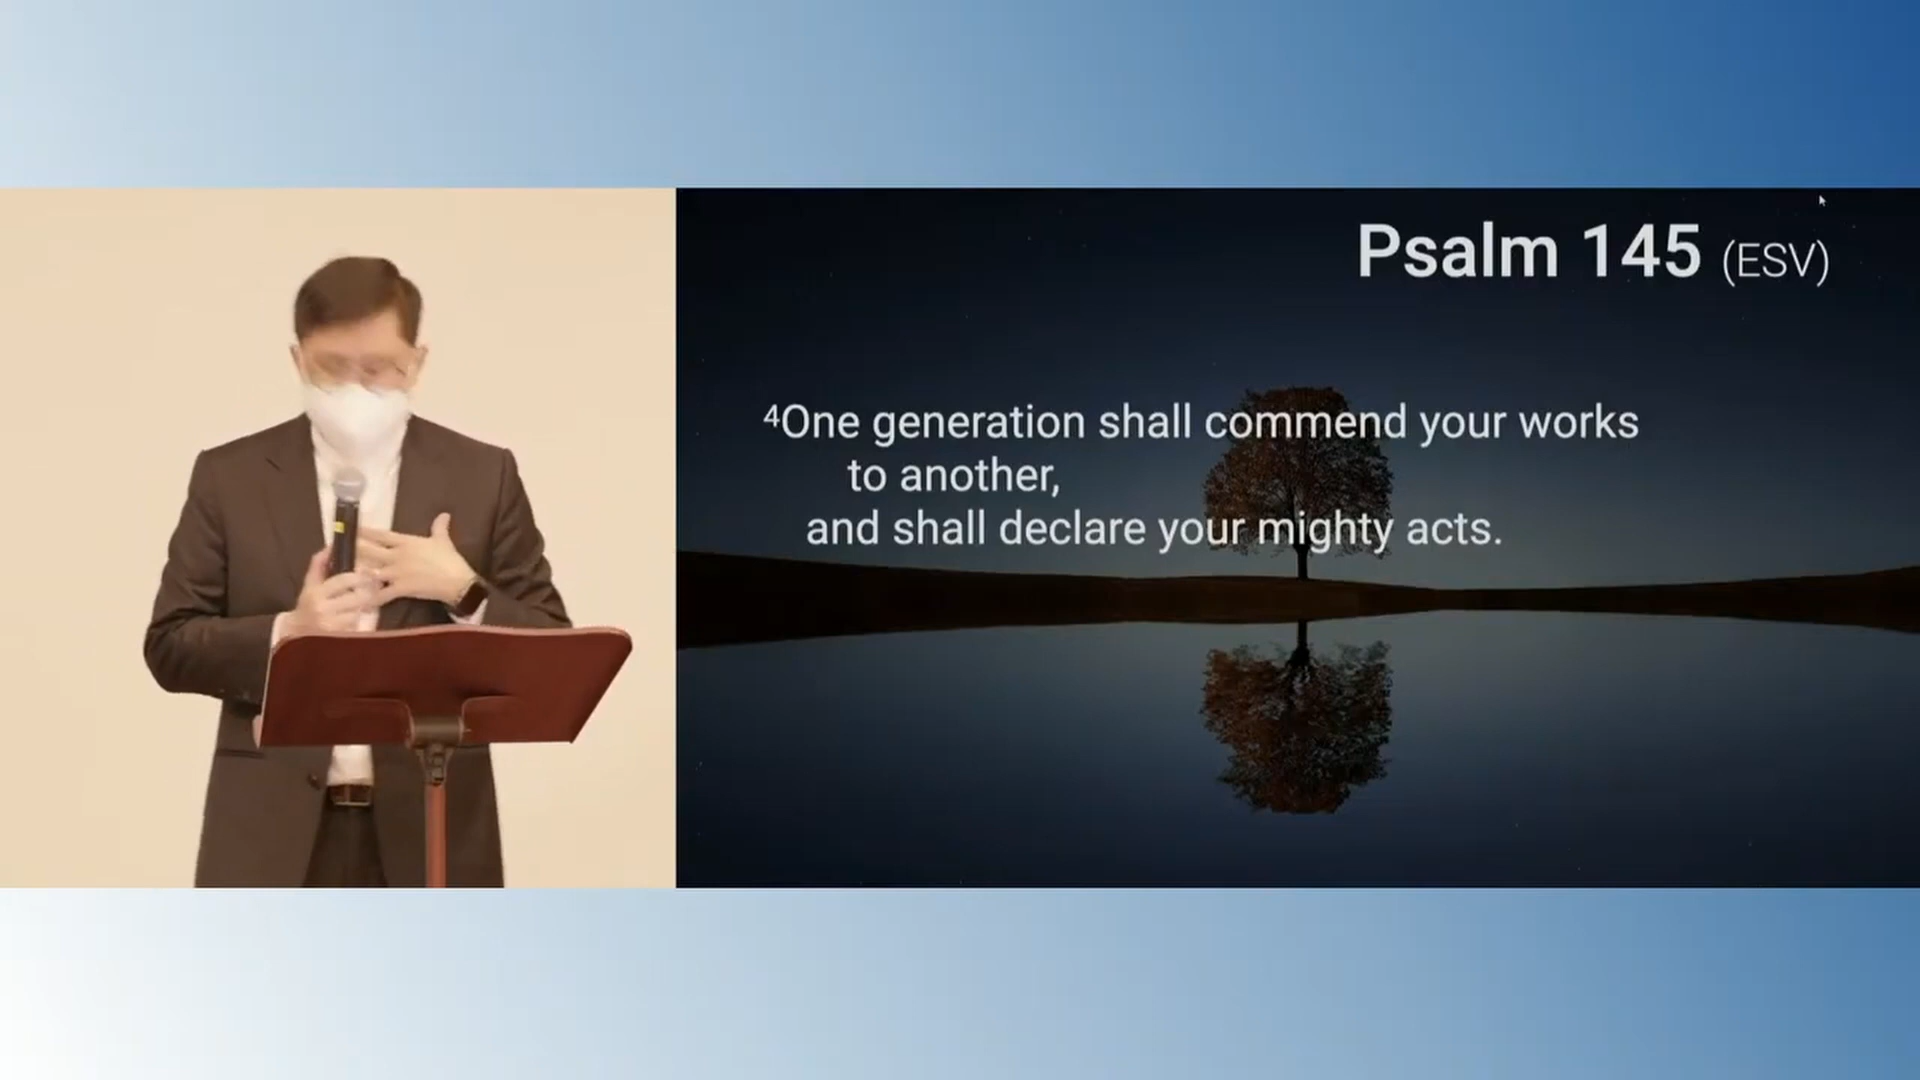 Psalm 145 (ESV)
⁴One generation shall commend your works
to another,
and shall declare your mighty acts.